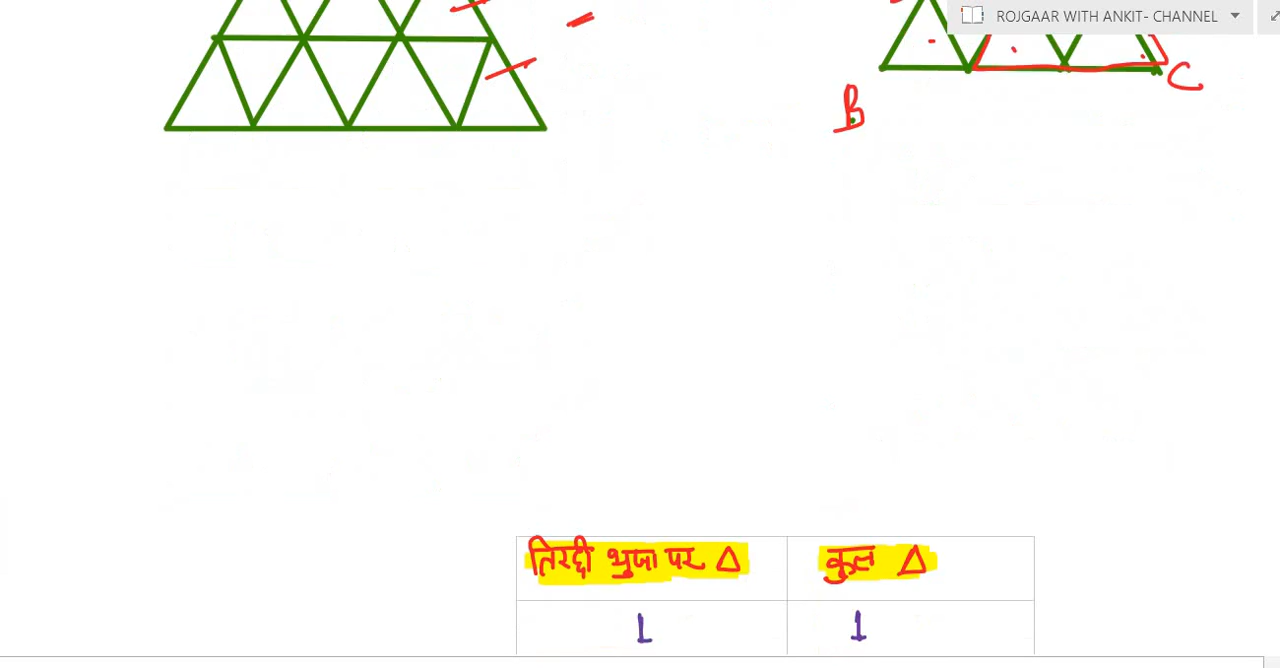 ROJGAAR WITH ANKIT- CHANNEL
C
B
तिरछी भुजा पर Δ कुल Δ
1 1